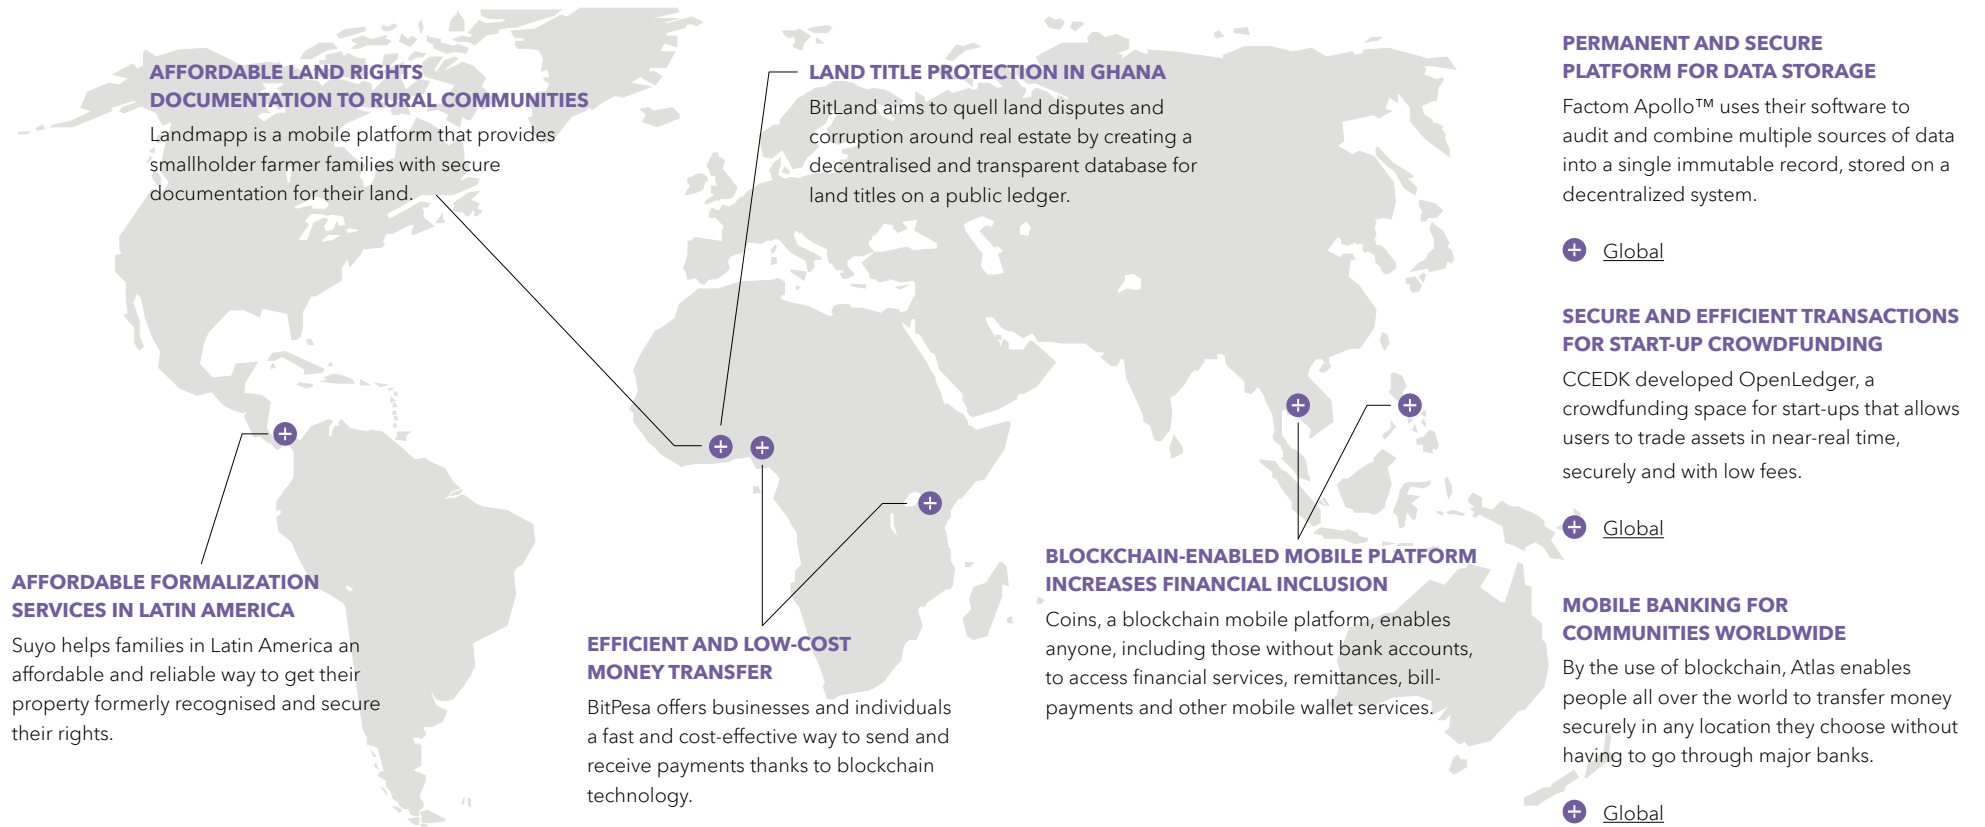 AFFORDABLE LAND RIGHTS
DOCUMENTATION TO RURAL COMMUNITIES
Landmapp is a mobile platform that provides
smallholder farmer families with secure
documentation for their land.
LAND TITLE PROTECTION IN GHANA
BitLand aims to quell land disputes and
corruption around real estate by creating a
decentralised and transparent database for
land titles on a public ledger.
AFFORDABLE FORMALIZATION
SERVICES IN LATIN AMERICA
Suyo helps families in Latin America an
affordable and reliable way to get their
property formerly recognised and secure
their rights.
EFFICIENT AND LOW-COST
MONEY TRANSFER
BitPesa offers businesses and individuals
a fast and cost-effective way to send and
receive payments thanks to blockchain
technology.
BLOCKCHAIN-ENABLED MOBILE PLATFORM
INCREASES FINANCIAL INCLUSION
Coins, a blockchain mobile platform, enables
anyone, including those without bank accounts,
to access financial services, remittances, bill-
payments and other mobile wallet services.
PERMANENT AND SECURE
PLATFORM FOR DATA STORAGE
Factom Apollo™ uses their software to
audit and combine multiple sources of data
into a single immutable record, stored on a
decentralized system.
Global
SECURE AND EFFICIENT TRANSACTIONS
FOR START-UP CROWDFUNDING
CCEDK developed OpenLedger, a
crowdfunding space for start-ups that allows
users to trade assets in near-real time,
securely and with low fees.
Global
MOBILE BANKING FOR
COMMUNITIES WORLDWIDE
By the use of blockchain, Atlas enables
people all over the world to transfer money
securely in any location they choose without
having to go through major banks.
Global